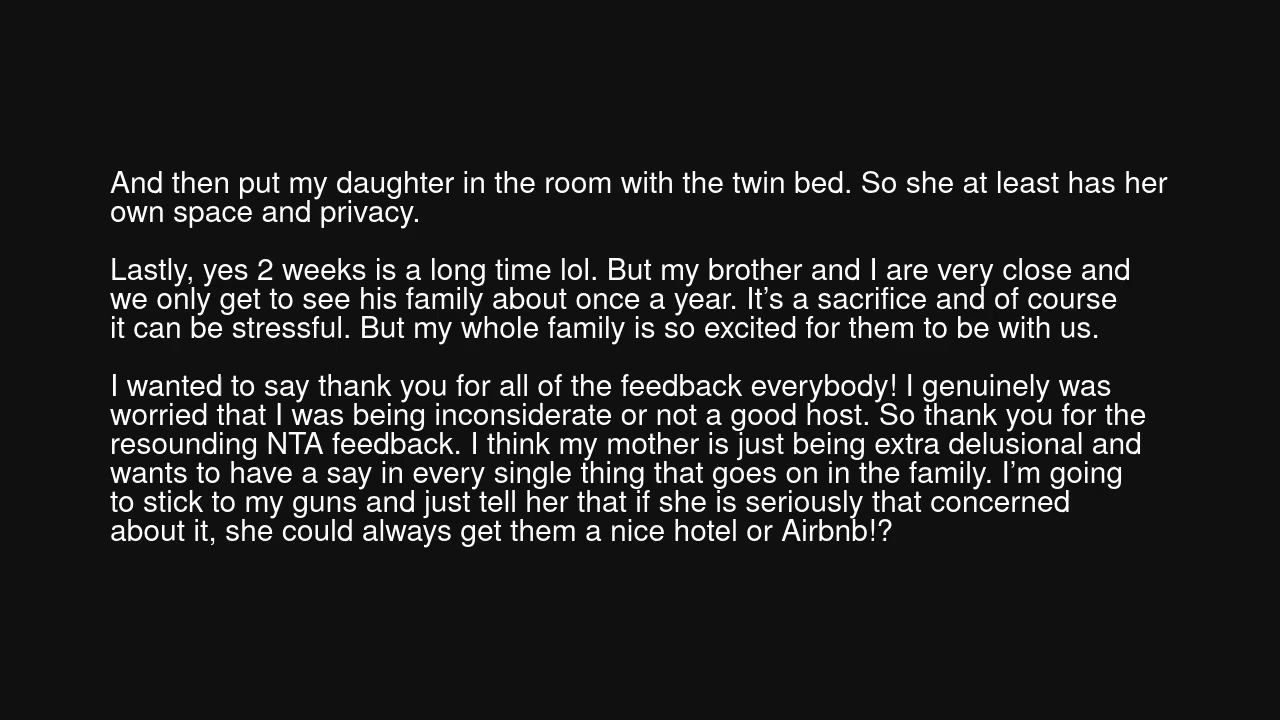 And then put my daughter in the room with the twin bed. So she at least has her
own space and privacy.
Lastly, yes 2 weeks is a long time lol. But my brother and I are very close and
we only get to see his family about once a year. It’s a sacrifice and of course
it can be stressful. But my whole family is so excited for them to be with us.
I wanted to say thank you for all of the feedback everybody! I genuinely was
worried that I was being inconsiderate or not a good host. So thank you for the
resounding NTA feedback. I think my mother is just being extra delusional and
wants to have a say in every single thing that goes on in the family. I’m going
to stick to my guns and just tell her that if she is seriously that concerned
about it, she could always get them a nice hotel or Airbnb!?